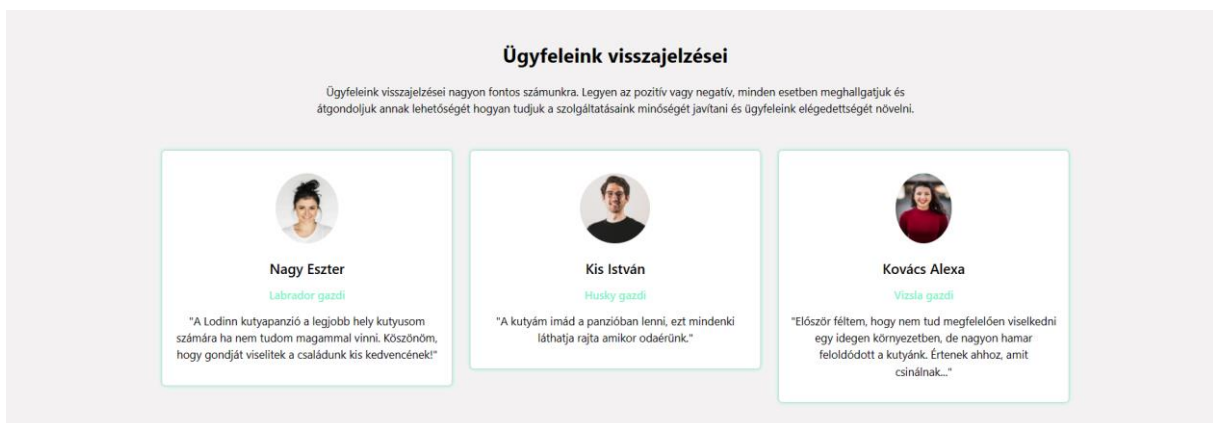 Ügyfeleink visszajelzései
Ügyfeleink visszajelzései nagyon fontos számunkra. Legyen az pozitív vagy negatív, minden esetben meghallgatjuk és
átgondoljuk annak lehetőségét hogyan tudjuk a szolgáltatásaink minőségét javítani és ügyfeleink elégedettségét növelni.
Nagy Eszter
Labrador gazdi
"A Lodinn kutyapanzió a legjobb hely kutyusom
számára ha nem tudom magammal vinni. Köszönöm,
hogy gondját viselitek a családunk kis kedvencének!"
Kis István
Husky gazdi
"A kutyám imád a panzióban lenni, ezt mindenki
láthatja rajta amikor odaérünk."
Kovács Alexa
Vizsla gazdi
"Először féltem, hogy nem tud megfelelően viselkedni
egy idegen környezetben, de nagyon hamar
feloldódott a kutyánk. Értenek ahhoz, amit
csinálnak..."